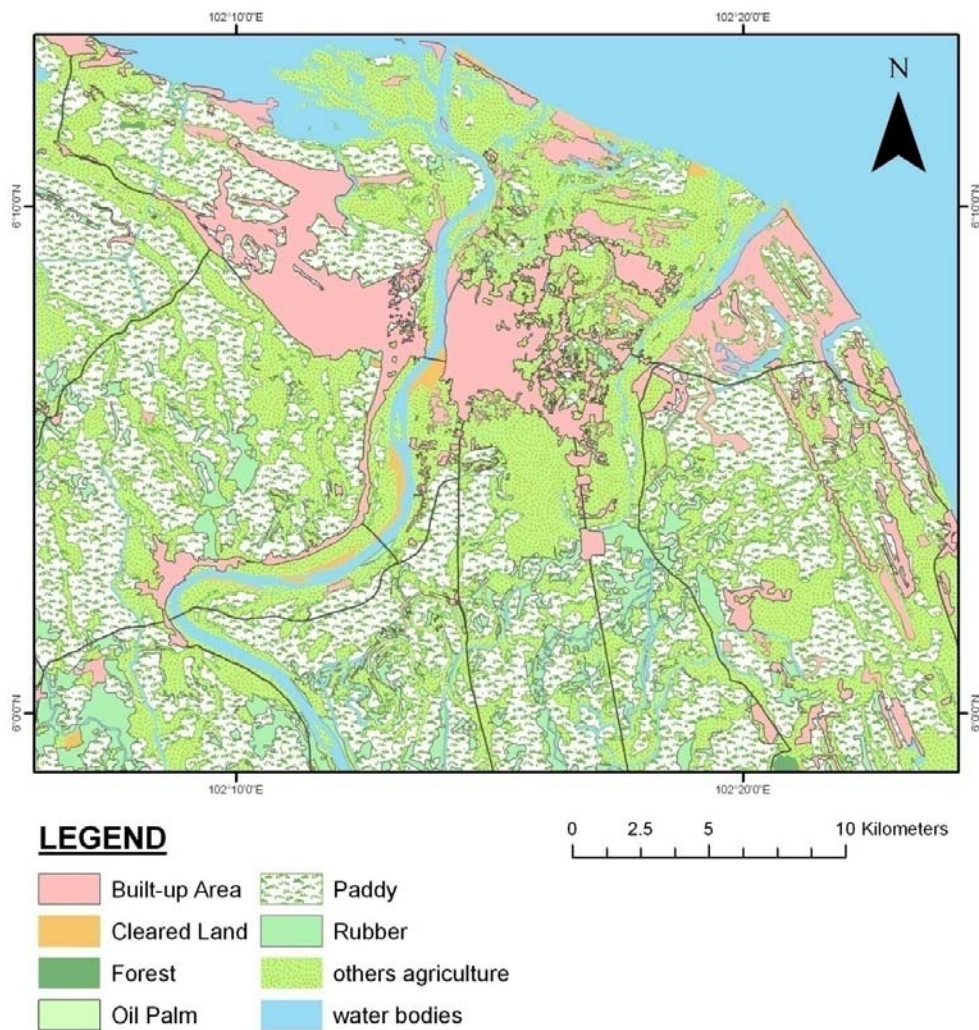 102°10'0"E 102°20'0"E
N
6°10'0"N 6°10'0"N
6°0'0"N 6°0'0"N
102°10'0"E 102°20'0"E
LEGEND
0 2.5 5 10 Kilometers
Built-up Area Paddy
Cleared Land Rubber
Forest others agriculture
Oil Palm water bodies